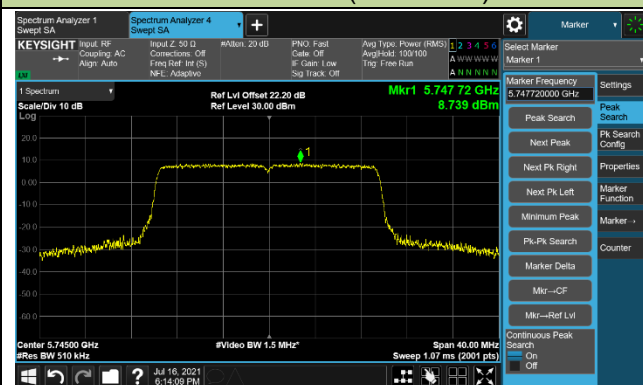 Spectrum Analyzer 1
Swept SA
Spectrum Analyzer 4
Swept SA
+
Marker
KEYSIGHT
Input: RF
Coupling: AC
Align: Auto
Input Z: 50 Ω
Corrections: Off
Freq Ref: Int (S)
NFE: Adaptive
#Atten: 20 dB
PNO: Fast
Gate: Off
IF Gain: Low
Sig Track: Off
Avg Type: Power (RMS)
Avg|Hold: 100/100
Trig: Free Run
1 2 3 4 5 6
A W W W W W
A N N N N N
LXI
Select Marker
Marker 1
1 Spectrum
Scale/Div 10 dB
Log
Ref Lvl Offset 22.20 dB
Ref Level 30.00 dBm
Mkr1 5.747 72 GHz
8.739 dBm
Marker Frequency
5.747720000 GHz
Peak Search
Next Peak
Next Pk Right
Next Pk Left
Minimum Peak
Pk-Pk Search
Marker Delta
Mkr→CF
Mkr→Ref Lvl
Continuous Peak
Search
On
Off
Settings
Peak
Search
Pk Search
Config
Properties
Marker
Function
Marker→
Counter
20.0
10.0
0.00
-10.0
-20.0
-30.0
-40.0
-50.0
-60.0
1
Center 5.74500 GHz
#Res BW 510 kHz
#Video BW 1.5 MHz*
Span 40.00 MHz
Sweep 1.07 ms (2001 pts)
?
Jul 16, 2021
6:14:09 PM